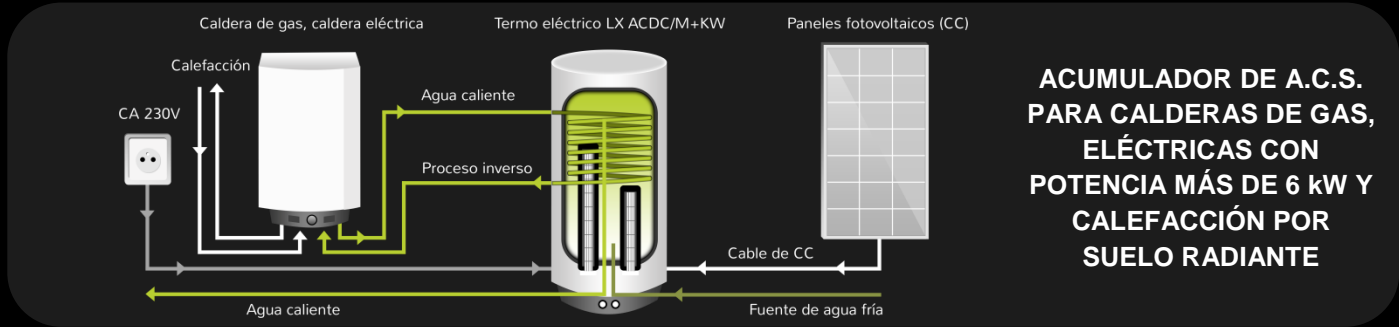 Caldera de gas, caldera eléctrica
Termo eléctrico LX ACDC/M+KW
Paneles fotovoltaicos (CC)
Calefacción
CA 230V
Agua caliente
Proceso inverso
Cable de CC
Agua caliente
Fuente de agua fría
ACUMULADOR DE A.C.S.
PARA CALDERAS DE GAS,
ELÉCTRICAS CON
POTENCIA MÁS DE 6 kW Y
CALEFACCIÓN POR
SUELO RADIANTE